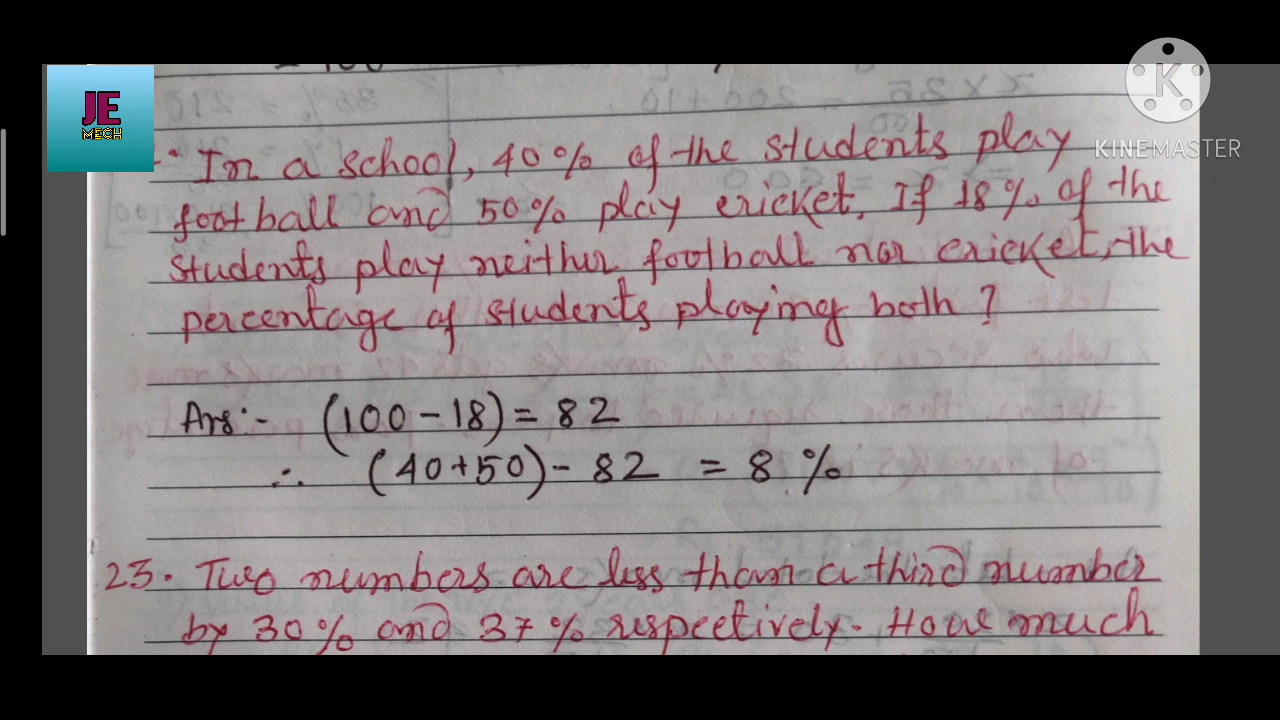 = 100
JE
MECH
KINEMASTER
In a school, 40% of the students play
football and 50% play cricket. If 18% of the
students play neither football nor cricket, the
percentage of students playing both ?
Ans:- (100 - 18) = 82
∴ (40+50) - 82 = 8 %
23. Two numbers are less than a third number
by 30% and 37% respectively. How much